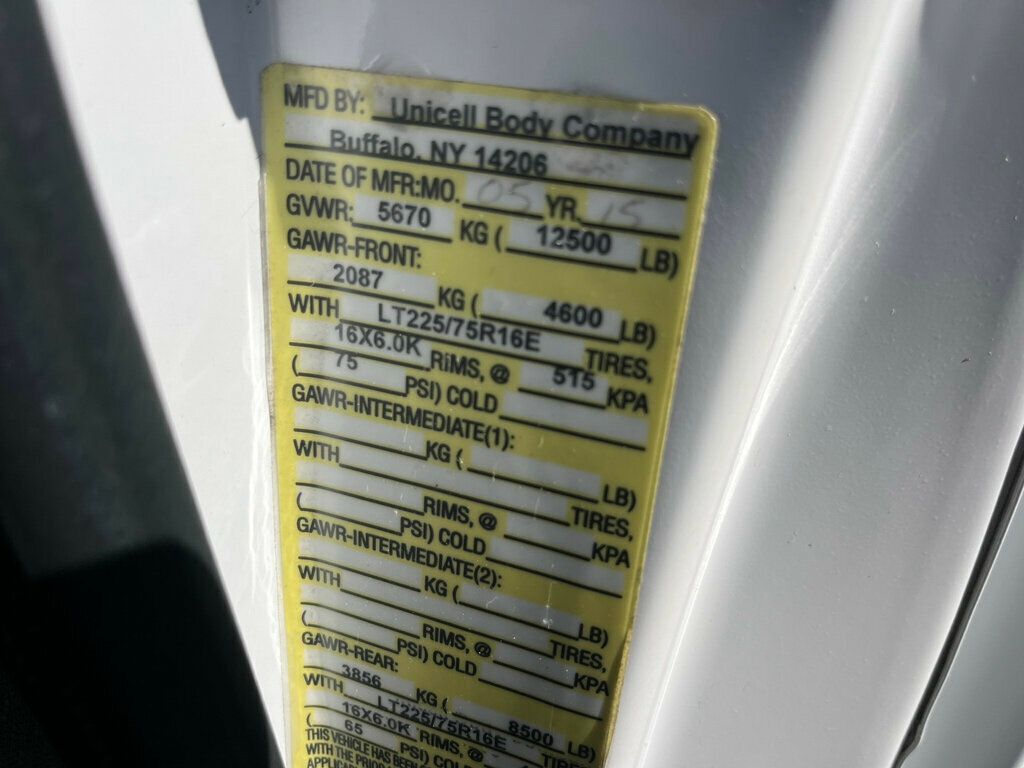 MFD BY: Unicell Body Company
Buffalo, NY 14206
DATE OF MFR:MO. 05 YR. 15
GVWR: 5670 KG ( 12500 LB)
GAWR-FRONT:
2087 KG ( 4600 LB)
WITH LT225/75R16E TIRES,
16X6.0K RIMS, @ 515 KPA
( 75 PSI) COLD
GAWR-INTERMEDIATE(1):
KG ( LB)
WITH TIRES,
RIMS, @ KPA
( PSI) COLD
GAWR-INTERMEDIATE(2):
KG ( LB)
WITH TIRES,
RIMS, @ KPA
( PSI) COLD
GAWR-REAR:
3856 KG ( 8500 LB)
WITH LT225/75R16E
16X6.0K RIMS, @
( 65 PSI) COLD
THIS VEHICLE HAS BEEN
WITH THE PRIOR